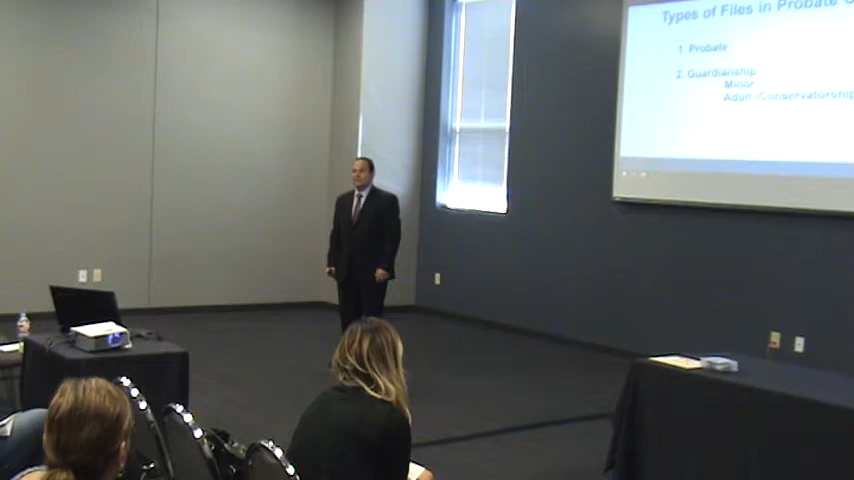 Types of Files in Probate
1. Probate
2. Guardianship
Minor
Adult (Conservatorship